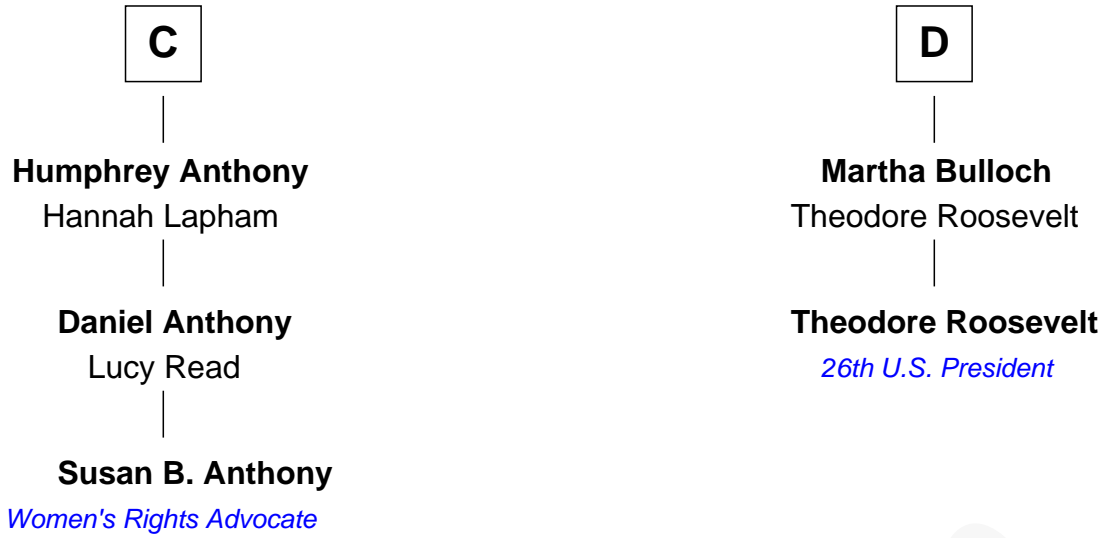 C
Humphrey Anthony
Hannah Lapham
Daniel Anthony
Lucy Read
Susan B. Anthony
Women's Rights Advocate
D
Martha Bulloch
Theodore Roosevelt
Theodore Roosevelt
26th U.S. President